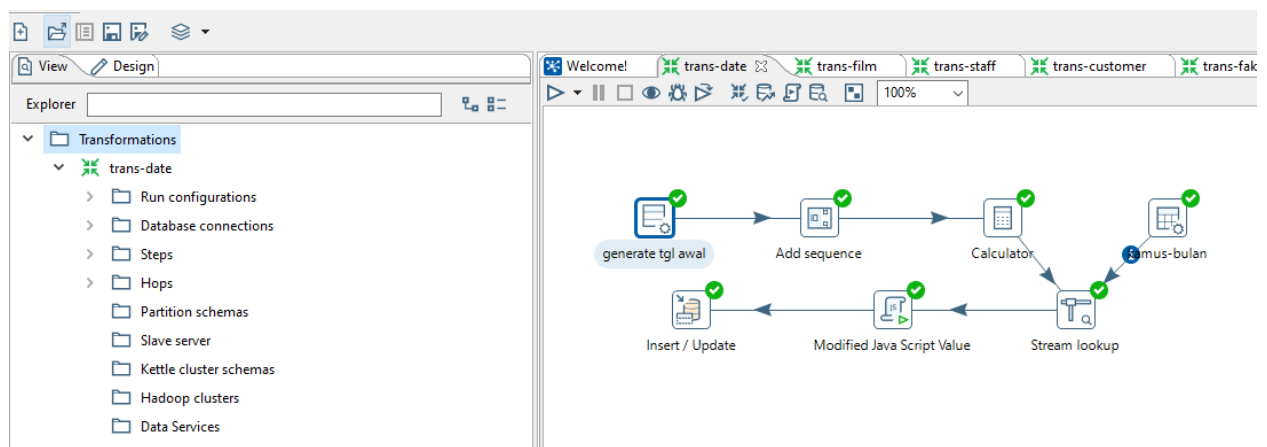 View
Design
Welcome!
trans-date
trans-film
trans-staff
trans-customer
trans-fak
100%
Explorer
Transformations
trans-date
Run configurations
Database connections
Steps
Hops
Partition schemas
Slave server
Kettle cluster schemas
Hadoop clusters
Data Services
generate tgl awal
Add sequence
Calculator
kamus-bulan
Insert / Update
Modified Java Script Value
Stream lookup